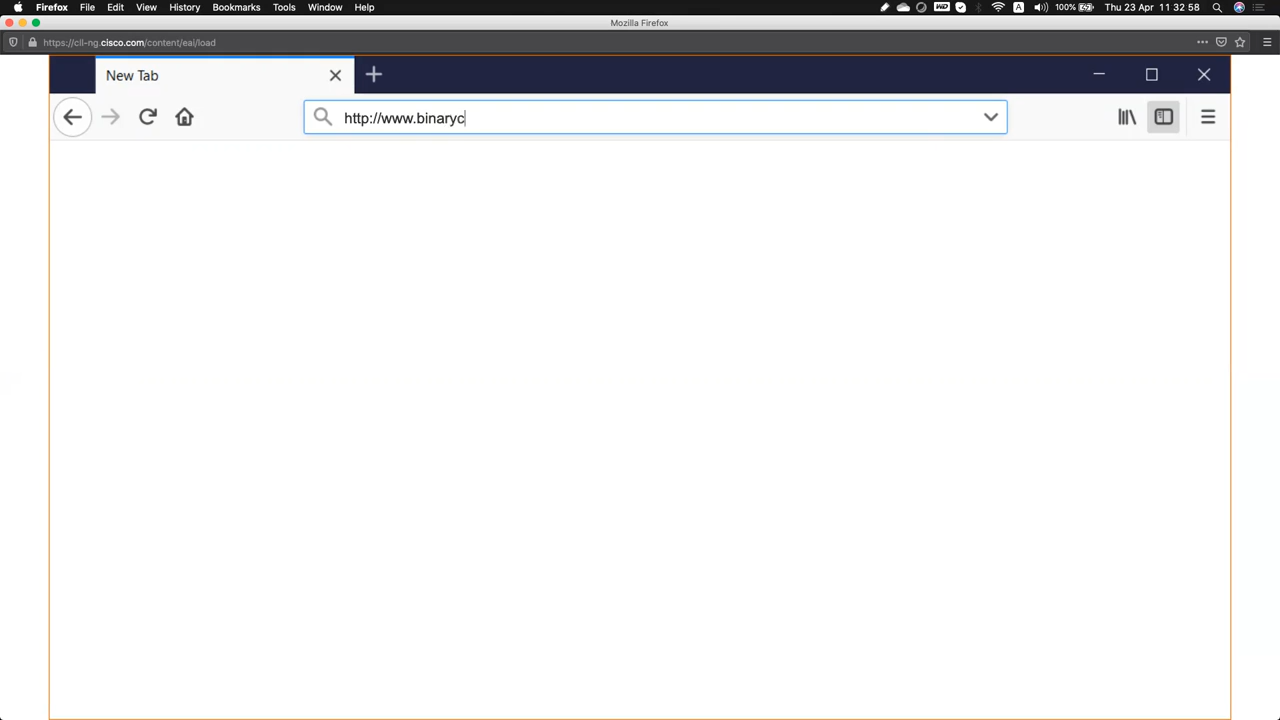 Firefox File Edit View History Bookmarks Tools Window Help 100% Thu 23 Apr 11:32:58
Mozilla Firefox
https://cll-ng.cisco.com/content/eai/load
New Tab
http://www.binaryc